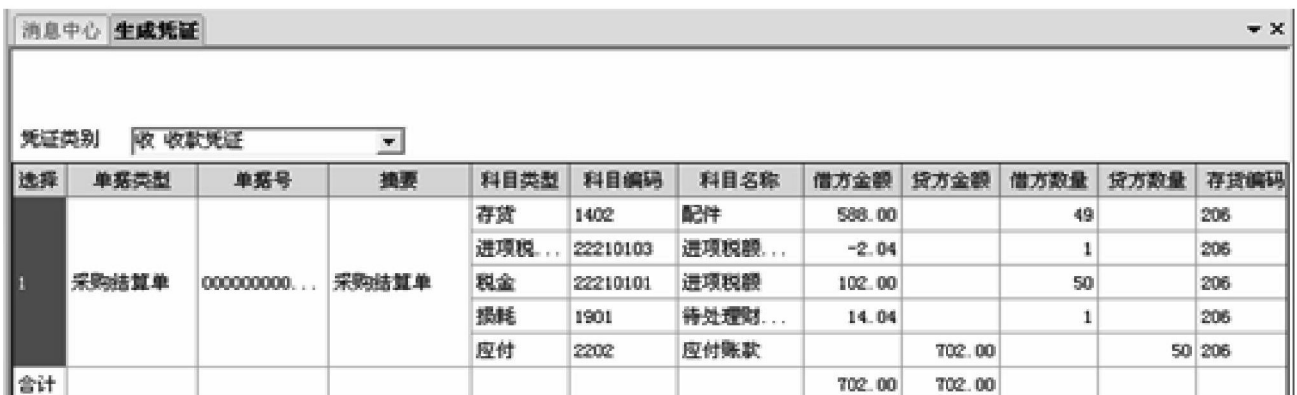 消息中心 生成凭证
凭证类别 收 收款凭证
选择 单据类型 单据号 摘要 科目类型 科目编码 科目名称 借方金额 贷方金额 借方数量 贷方数量 存货编码
存货 1402 配件 588.00 49 206
进项税... 22210103 进项税额... -2.04 1 206
1 采购结算单 000000000... 采购结算单 税金 22210101 进项税额 102.00 50 206
损耗 1901 待处理财... 14.04 1 206
应付 2202 应付账款 702.00 50 206
合计 702.00 702.00